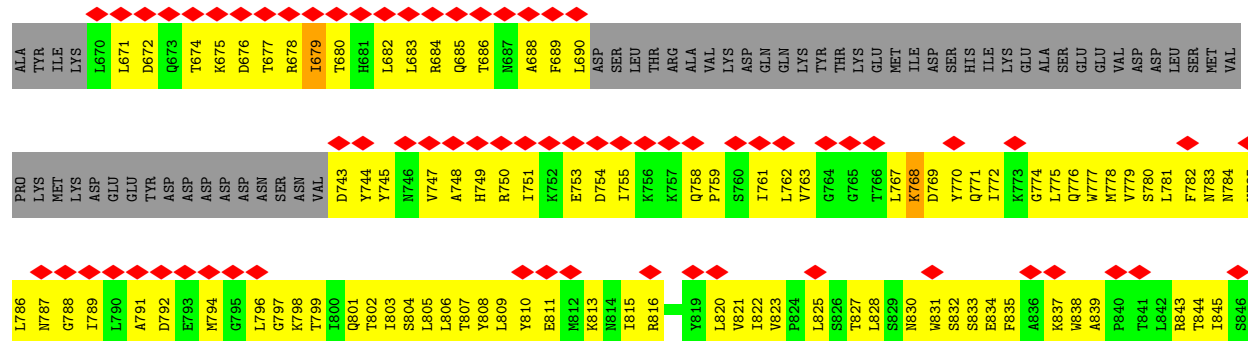 ALA TYR ILE LYS L670 L671 D672 Q673 T674 K675 D676 T677 R678 I679 T680 H681 L682 L683 R684 Q685 T686 N687 A688 F689 L690 ASP SER LEU THR ARG ALA VAL LYS ASP GLN GLN LYS TYR THR LYS GLU MET ILE ASP SER HIS ILE LYS GLU ALA SER GLU GLU VAL ASP ASP LEU SER MET VAL
PRO LYS MET LYS ASP GLU GLU TYR ASP ASP ASP ASP ASP ASN SER ASN VAL D743 Y744 Y745 N746 V747 A748 H749 R750 I751 K752 E753 D754 I755 K756 K757 Q758 P759 S760 I761 L762 V763 G764 G765 T766 L767 K768 D769 Y770 Q771 I772 K773 G774 L775 Q776 W777 M778 V779 S780 L781 F782 N783 N784
L786 N787 G788 I789 L790 A791 D792 E793 M794 G795 L796 G797 K798 T799 I800 Q801 T802 I803 S804 L805 L806 T807 Y808 L809 Y810 E811 M812 K813 N814 I815 R816 Y819 L820 V821 I822 V823 P824 L825 S826 T827 L828 S829 N830 W831 S832 S833 E834 F835 A836 K837 W838 A839 P840 T841 L842 R843 T844 I845 S846